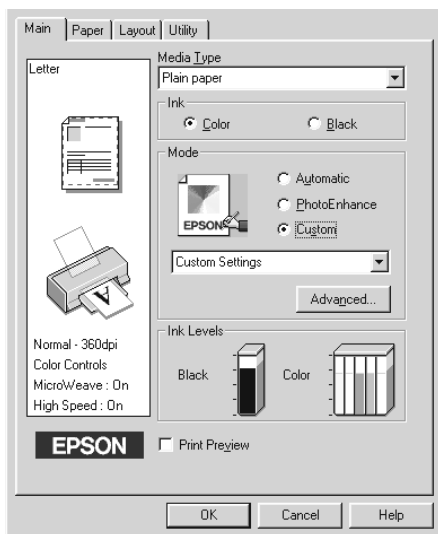 Main Paper Layout Utility
Letter
Media Type
Plain paper
Ink
Color Black
Mode
Automatic
PhotoEnhance
EPSON
Custom
Custom Settings
Advanced...
Ink Levels
Black Color
Normal - 360dpi
Color Controls
MicroWeave : On
High Speed : On
EPSON
Print Preview
OK Cancel Help